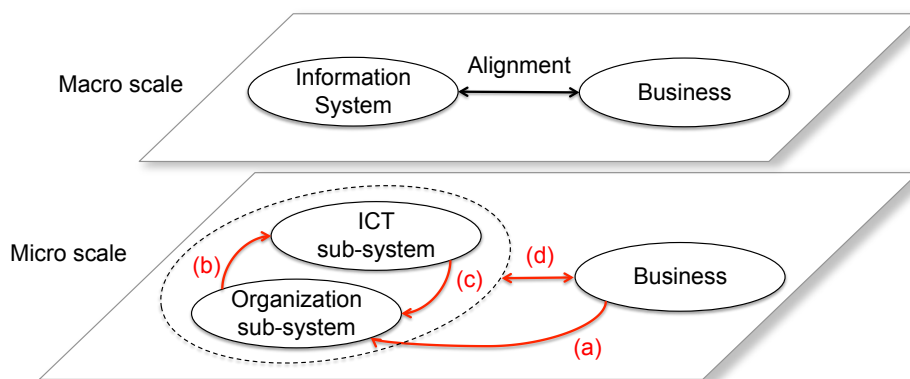 Macro scale
Information
System
Alignment
Business
Micro scale
ICT
sub-system
(b)
(c)
(d)
Business
Organization
sub-system
(a)